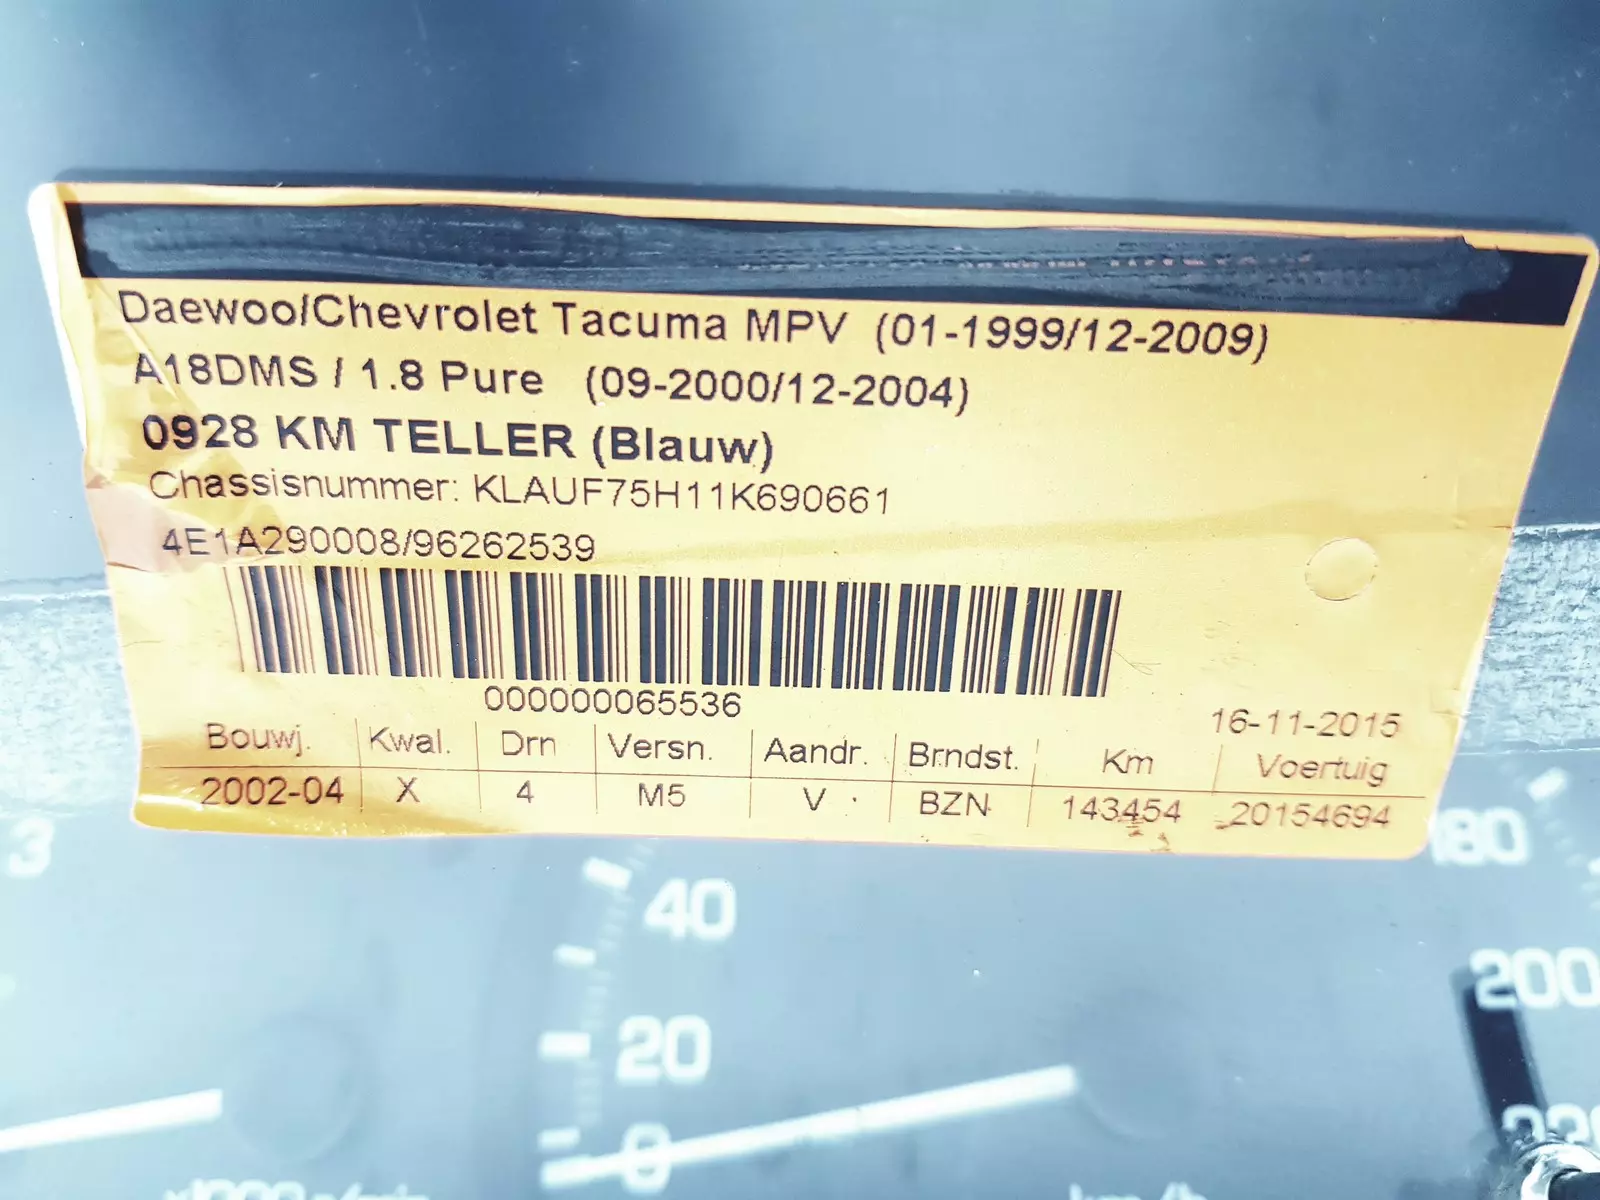 Daewoo/Chevrolet Tacuma MPV (01-1999/12-2009)
A18DMS / 1.8 Pure (09-2000/12-2004)
0928 KM TELLER (Blauw)
Chassisnummer: KLAUF75H11K690661
4E1A290008/96262539
000000065536
16-11-2015
Bouwj. Kwal. Drn Versn. Aandr. Brndst. Km Voertuig
2002-04 X 4 M5 V BZN 143454 20154694
3
180
40
200
20
220
0
km/h